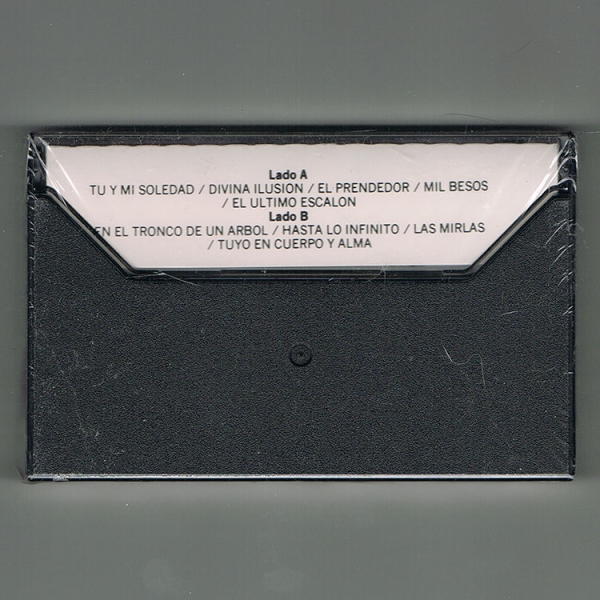 Lado A
TU Y MI SOLEDAD / DIVINA ILUSION / EL PRENDEDOR / MIL BESOS
/ EL ULTIMO ESCALON
Lado B
EN EL TRONCO DE UN ARBOL / HASTA LO INFINITO / LAS MIRLAS
/ TUYO EN CUERPO Y ALMA